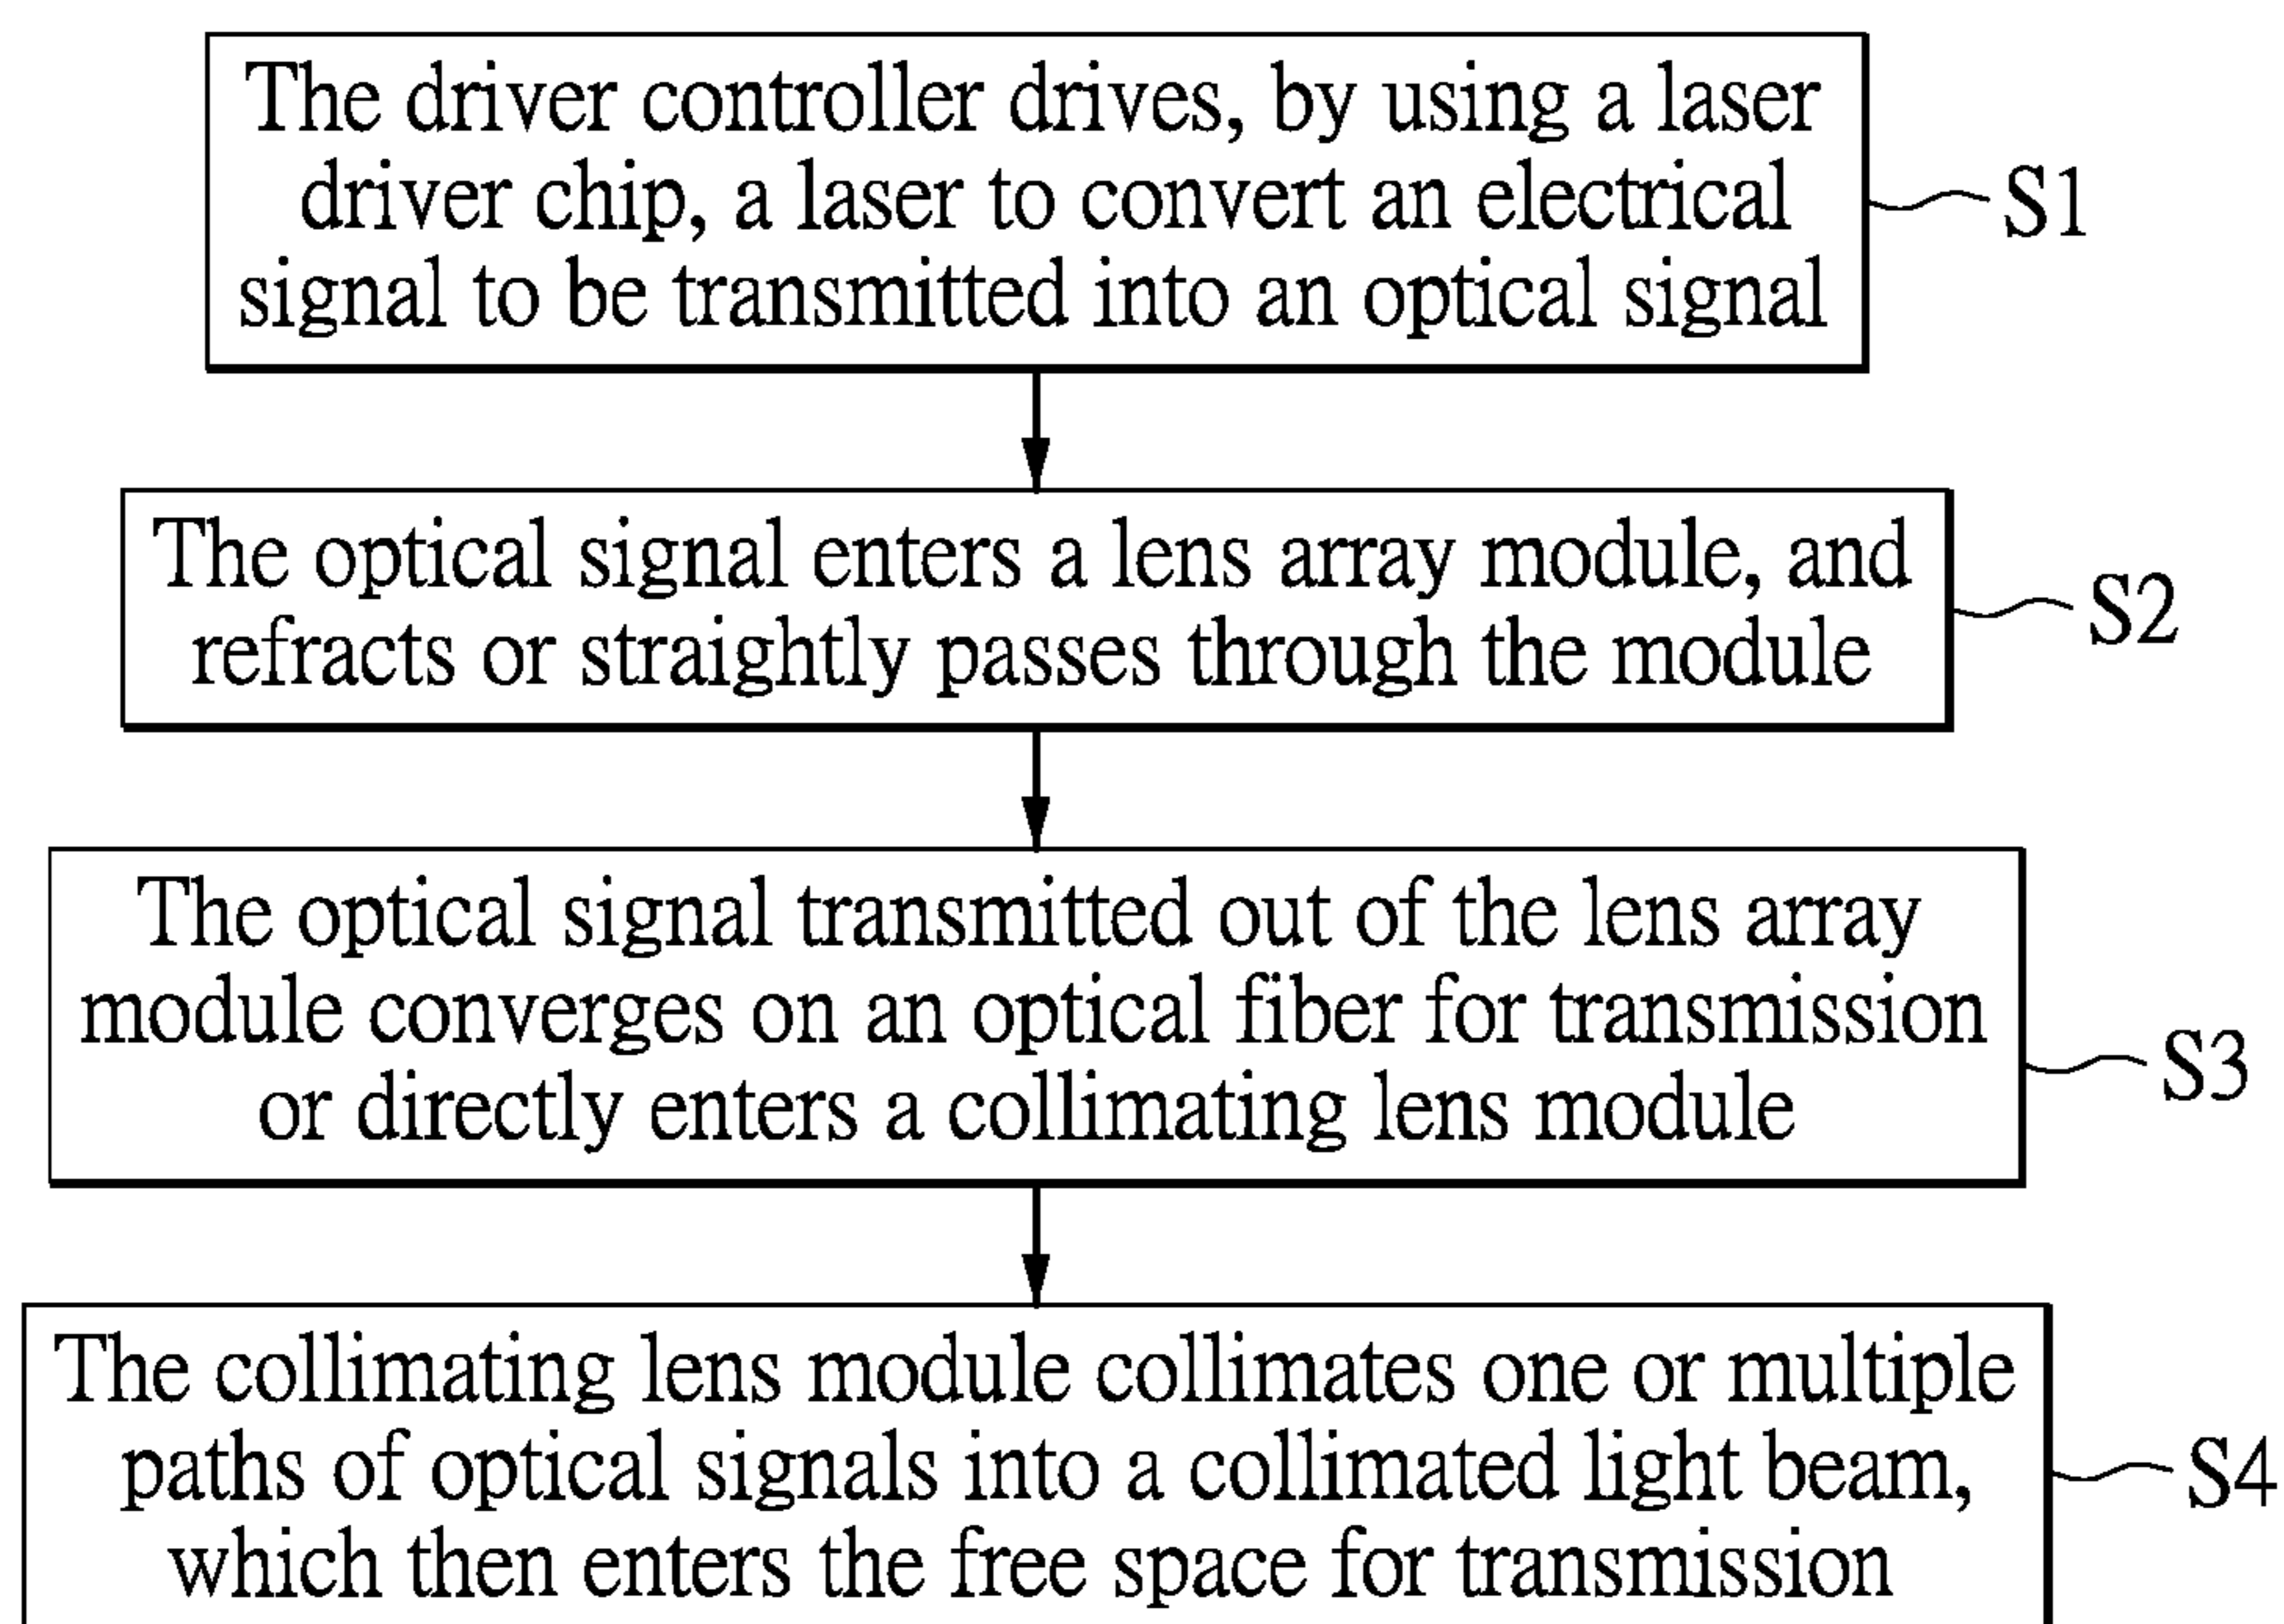 The driver controller drives, by using a laser
driver chip, a laser to convert an electrical
signal to be transmitted into an optical signal
S1
The optical signal enters a lens array module, and
refracts or straightly passes through the module
S2
The optical signal transmitted out of the lens array
module converges on an optical fiber for transmission
or directly enters a collimating lens module
S3
The collimating lens module collimates one or multiple
paths of optical signals into a collimated light beam,
which then enters the free space for transmission
S4